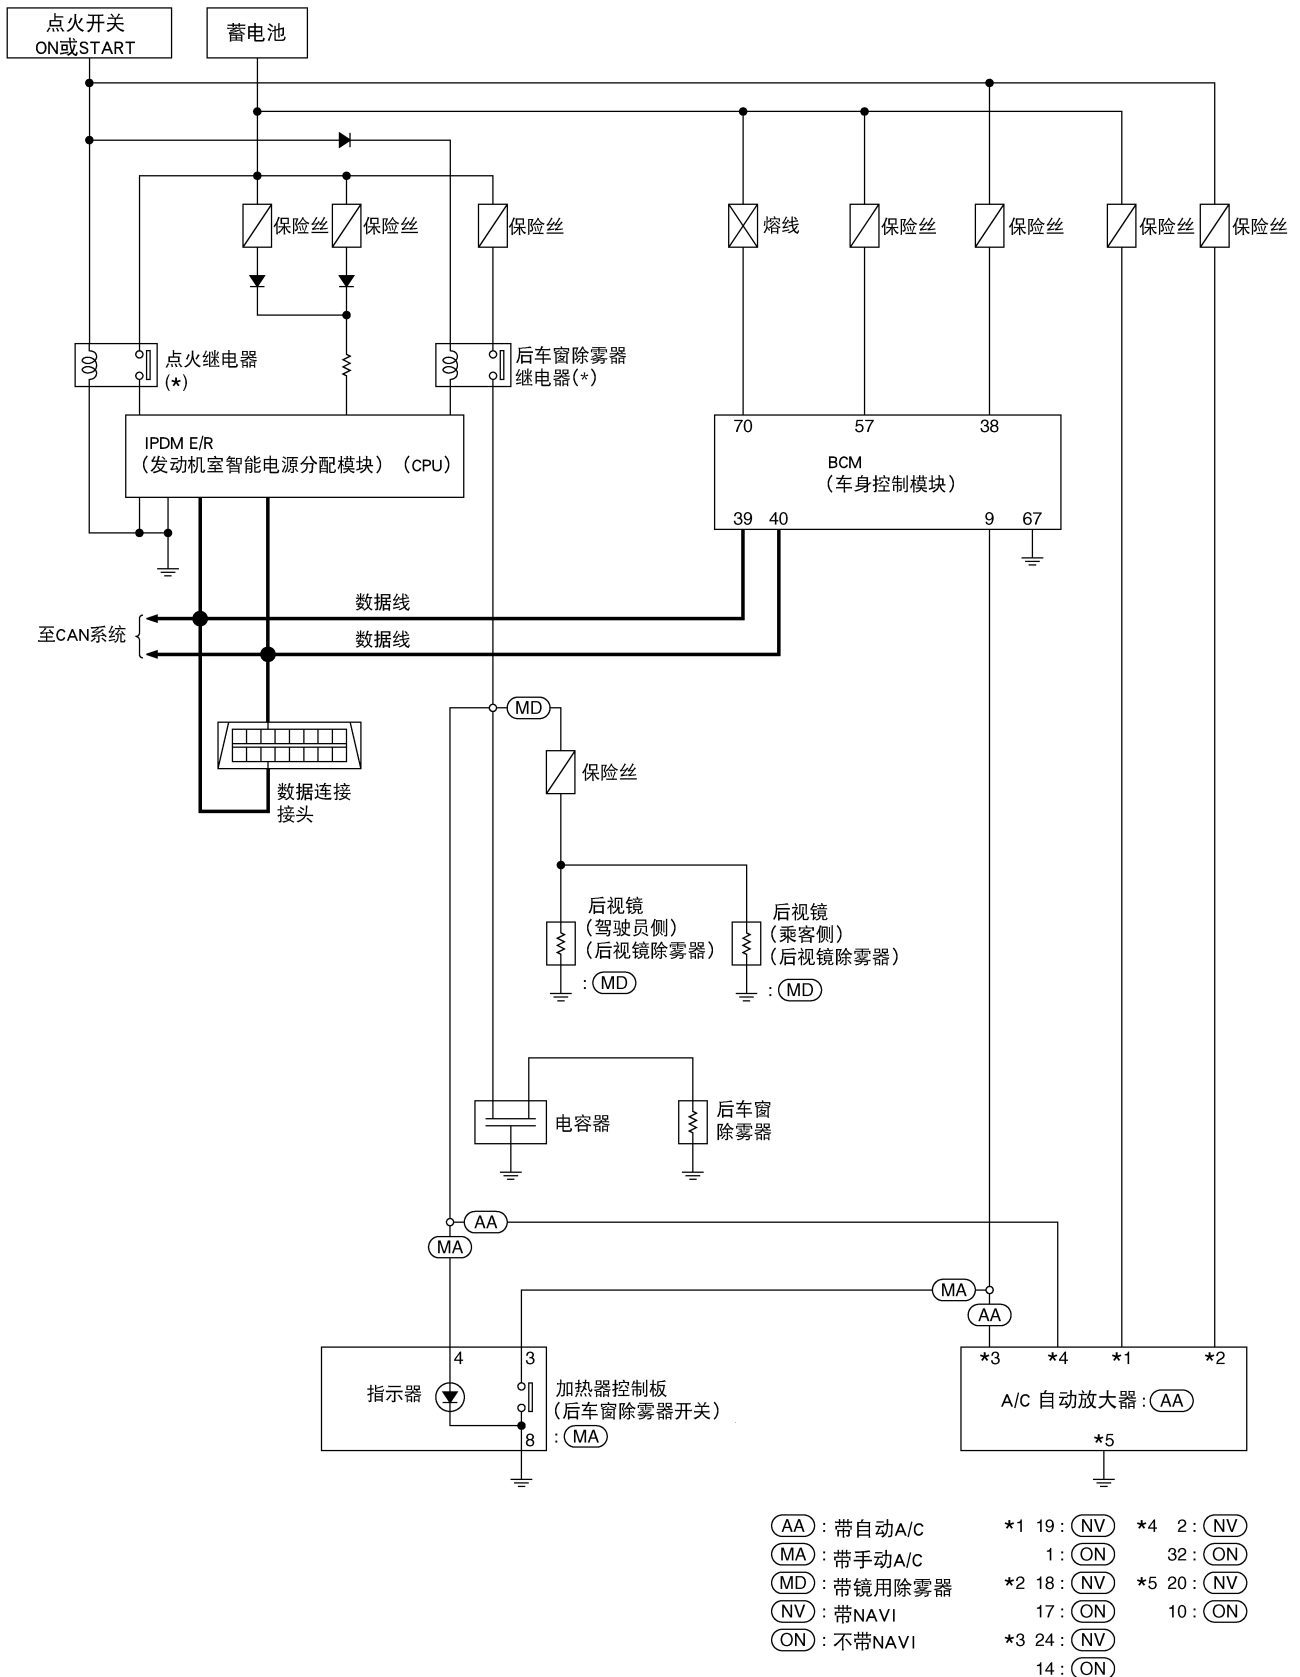 点火开关
ON或START
蓄电池
保险丝
保险丝
保险丝
熔线
保险丝
保险丝
保险丝
保险丝
点火继电器
(*)
后车窗除雾器
继电器(*)
IPDM E/R
(发动机室智能电源分配模块) (CPU)
70
57
38
BCM
(车身控制模块)
39
40
9
67
数据线
至CAN系统
数据线
MD
保险丝
数据连接
接头
后视镜
(驾驶员侧)
(后视镜除雾器)
: MD
后视镜
(乘客侧)
(后视镜除雾器)
: MD
电容器
后车窗
除雾器
AA
MA
MA
AA
4
3
指示器
8
加热器控制板
(后车窗除雾器开关)
: MA
*3
*4
*1
*2
A/C 自动放大器 : AA
*5
AA : 带自动A/C
MA : 带手动A/C
MD : 带镜用除雾器
NV : 带NAVI
ON : 不带NAVI
*1 19 : NV
1 : ON
*2 18 : NV
17 : ON
*3 24 : NV
14 : ON
*4 2 : NV
32 : ON
*5 20 : NV
10 : ON